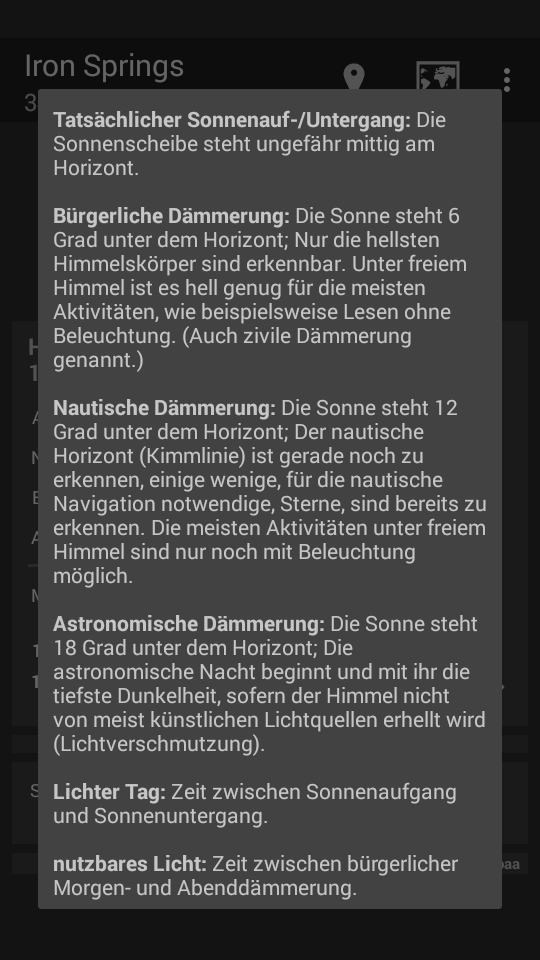 Iron Springs
3
Tatsächlicher Sonnenauf-/Untergang: Die
Sonnenscheibe steht ungefähr mittig am
Horizont.
Bürgerliche Dämmerung: Die Sonne steht 6
Grad unter dem Horizont; Nur die hellsten
Himmelskörper sind erkennbar. Unter freiem
Himmel ist es hell genug für die meisten
Aktivitäten, wie beispielsweise Lesen ohne
Beleuchtung. (Auch zivile Dämmerung
genannt.)
Nautische Dämmerung: Die Sonne steht 12
Grad unter dem Horizont; Der nautische
Horizont (Kimmlinie) ist gerade noch zu
erkennen, einige wenige, für die nautische
Navigation notwendige, Sterne, sind bereits zu
erkennen. Die meisten Aktivitäten unter freiem
Himmel sind nur noch mit Beleuchtung
möglich.
Astronomische Dämmerung: Die Sonne steht
18 Grad unter dem Horizont; Die
astronomische Nacht beginnt und mit ihr die
tiefste Dunkelheit, sofern der Himmel nicht
von meist künstlichen Lichtquellen erhellt wird
(Lichtverschmutzung).
Lichter Tag: Zeit zwischen Sonnenaufgang
und Sonnenuntergang.
nutzbares Licht: Zeit zwischen bürgerlicher
Morgen- und Abenddämmerung.